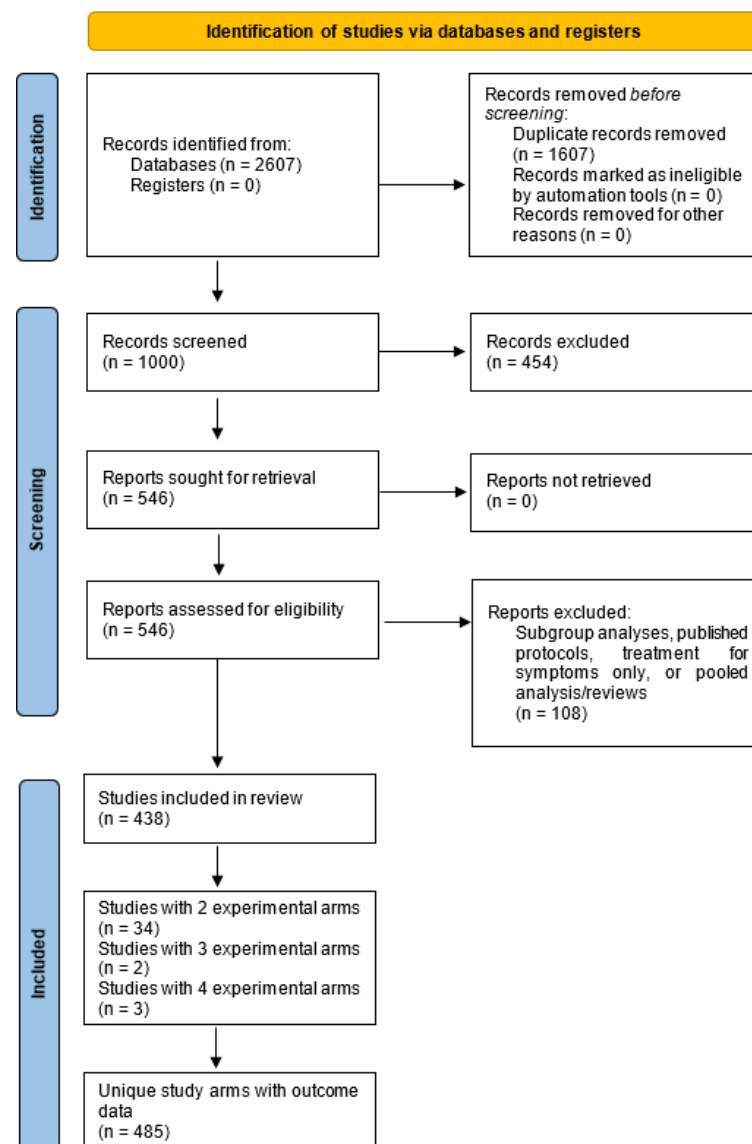 Identification of studies via databases and registers
Identification
Records identified from:
Databases (n = 2607)
Registers (n = 0)
Records removed before
screening:
Duplicate records removed
(n = 1607)
Records marked as ineligible
by automation tools (n = 0)
Records removed for other
reasons (n = 0)
Screening
Records screened
(n = 1000)
Records excluded
(n = 454)
Reports sought for retrieval
(n = 546)
Reports not retrieved
(n = 0)
Reports assessed for eligibility
(n = 546)
Reports excluded:
Subgroup analyses, published
protocols, treatment for
symptoms only, or pooled
analysis/reviews
(n = 108)
Included
Studies included in review
(n = 438)
Studies with 2 experimental arms
(n = 34)
Studies with 3 experimental arms
(n = 2)
Studies with 4 experimental arms
(n = 3)
Unique study arms with outcome
data
(n = 485)